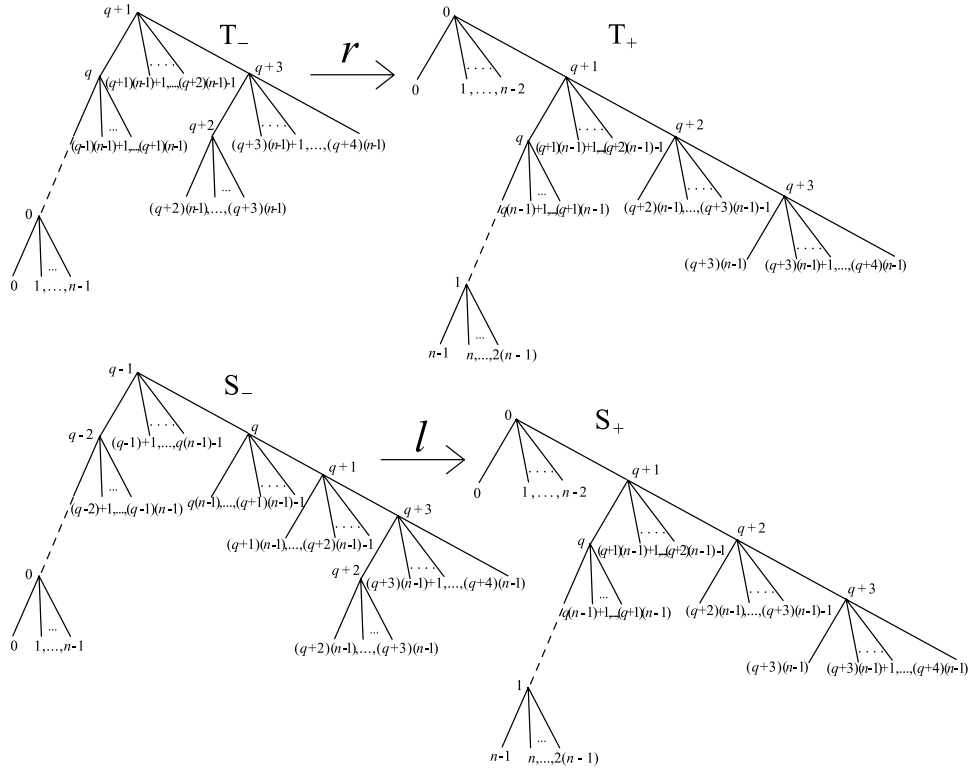 q+1
T_
0
T+
r
q
(q+1)(n-1)+1,...,(q+2)(n-1)-1
q+3
0
1, . . . , n-2
q+1
...
(q-1)(n-1)+1,...,(q+1)(n-1)
q+2
(q+3)(n-1)+1,...,(q+4)(n-1)
q
(q+1)(n-1)+1,...,(q+2)(n-1)-1
q+2
...
(q+2)(n-1),...,(q+3)(n-1)
...
q(n-1)+1,...,(q+1)(n-1)
(q+2)(n-1),...,(q+3)(n-1)-1
q+3
0
...
0 1, . . . , n-1
(q+3)(n-1)
(q+3)(n-1)+1,...,(q+4)(n-1)
1
...
n-1 n,...,2(n-1)
q-1
S_
0
S+
l
q-2
(q-1)+1,...,q(n-1)-1
q
0
1, . . . , n-2
q+1
...
(q-2)+1,...,(q-1)(n-1)
q(n-1),...,(q+1)(n-1)-1
q+1
q
(q+1)(n-1)+1,...,(q+2)(n-1)-1
q+2
(q+1)(n-1),...,(q+2)(n-1)-1
q+3
...
q(n-1)+1,...,(q+1)(n-1)
(q+2)(n-1),...,(q+3)(n-1)-1
q+3
0
q+2
(q+3)(n-1)+1,...,(q+4)(n-1)
...
0 1, . . . , n-1
...
(q+2)(n-1),...,(q+3)(n-1)
(q+3)(n-1)
(q+3)(n-1)+1,...,(q+4)(n-1)
1
...
n-1 n,...,2(n-1)